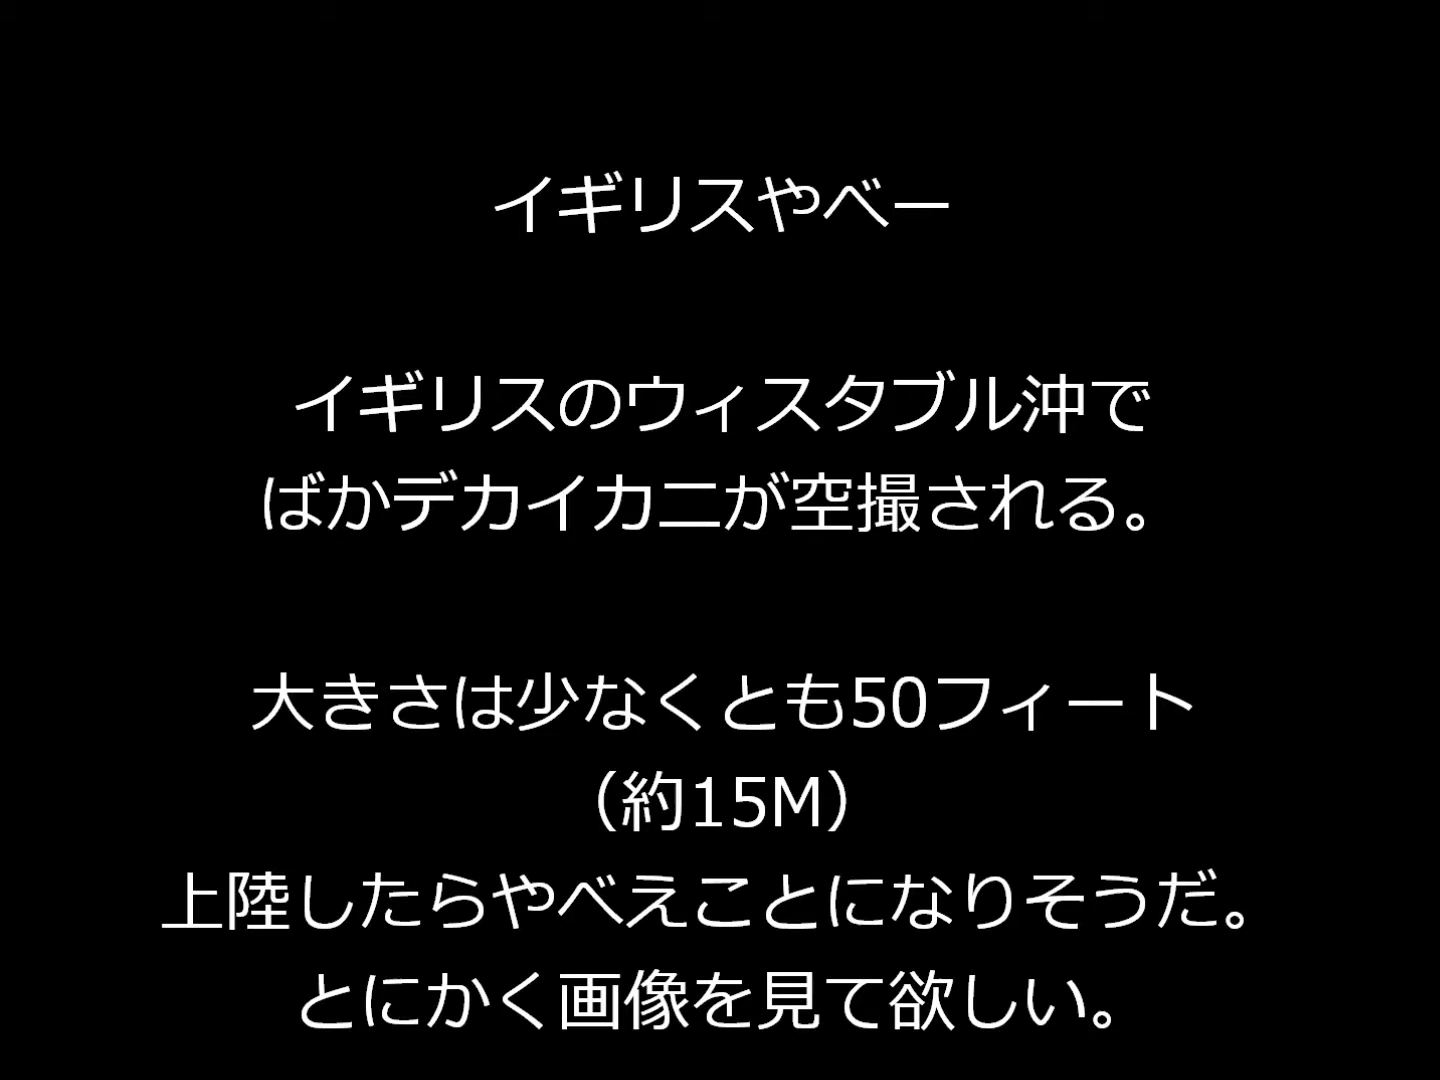 イギリスやべー
イギリスのウィスタブル沖で
ばかデカイカニが空撮される。
大きさは少なくとも50フィート
（約15M）
上陸したらやべえことになりそうだ。
とにかく画像を見て欲しい。